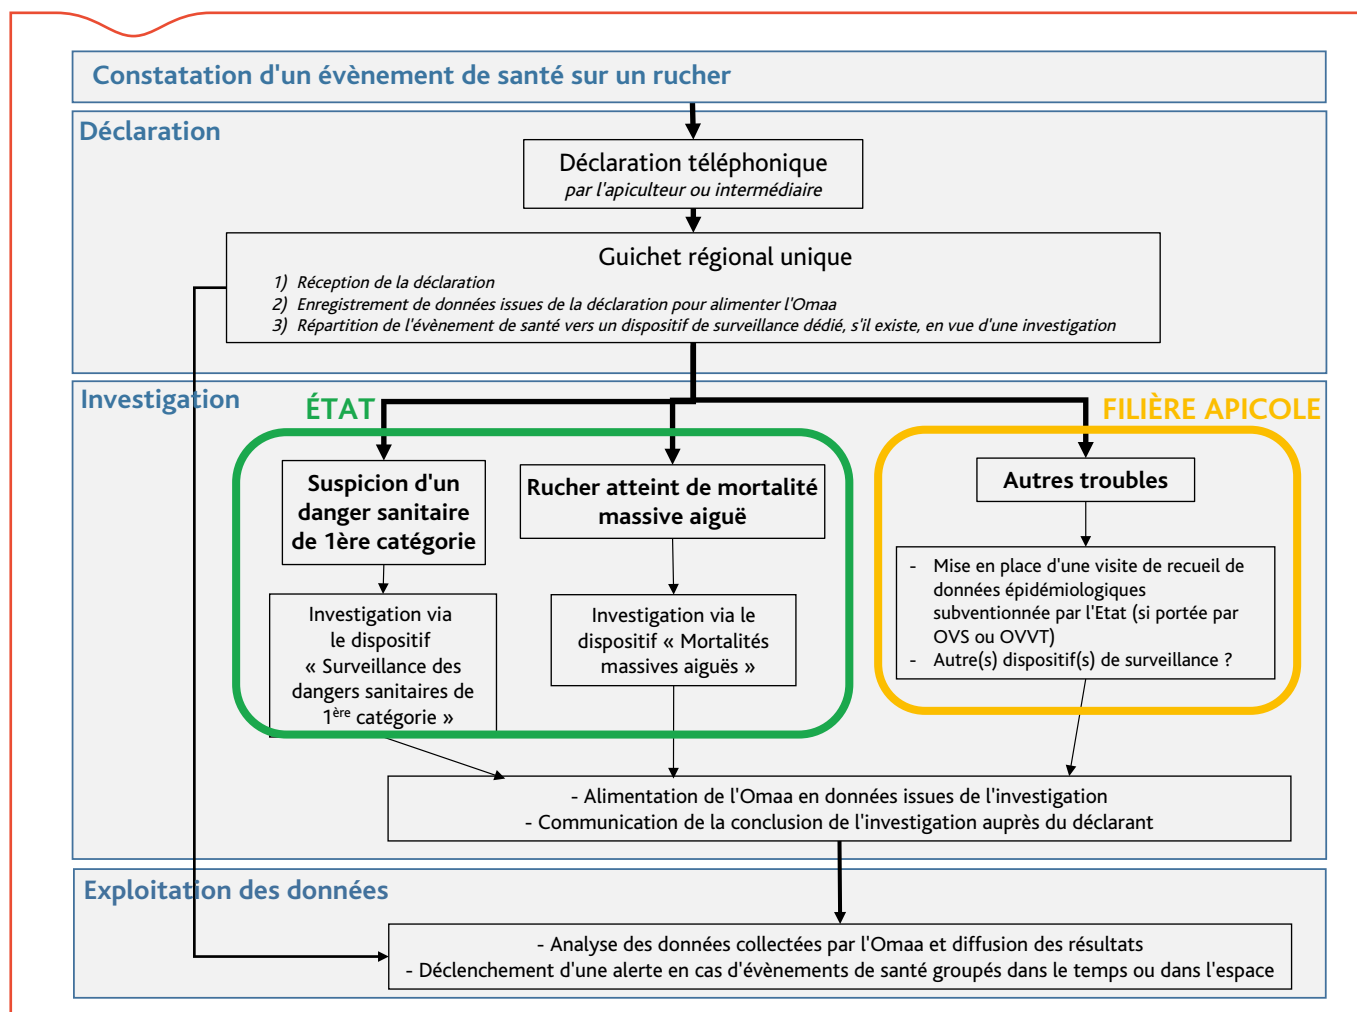 Constatation d'un évènement de santé sur un rucher
Déclaration
Déclaration téléphonique
par l'apiculteur ou intermédiaire
Guichet régional unique
1) Réception de la déclaration
2) Enregistrement de données issues de la déclaration pour alimenter l'Omaa
3) Répartition de l'évènement de santé vers un dispositif de surveillance dédié, s'il existe, en vue d'une investigation
Investigation
ÉTAT
FILIÈRE APICOLE
Suspicion d'un
danger sanitaire
de 1ère catégorie
Rucher atteint de mortalité
massive aiguë
Autres troubles
Investigation via
le dispositif
« Surveillance des
dangers sanitaires de
1ère catégorie »
Investigation via le
dispositif « Mortalités
massives aiguës »
- Mise en place d'une visite de recueil de
données épidémiologiques
subventionnée par l'Etat (si portée par
OVS ou OVVT)
- Autre(s) dispositif(s) de surveillance ?
- Alimentation de l'Omaa en données issues de l'investigation
- Communication de la conclusion de l'investigation auprès du déclarant
Exploitation des données
- Analyse des données collectées par l'Omaa et diffusion des résultats
- Déclenchement d'une alerte en cas d'évènements de santé groupés dans le temps ou dans l'espace